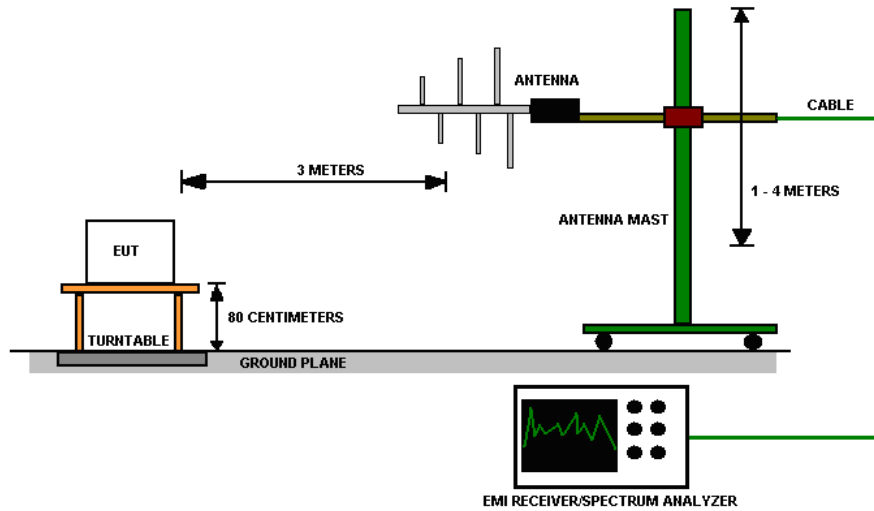 ANTENNA
CABLE
3 METERS
1 - 4 METERS
ANTENNA MAST
EUT
80 CENTIMETERS
TURNTABLE
GROUND PLANE
EMI RECEIVER/SPECTRUM ANALYZER